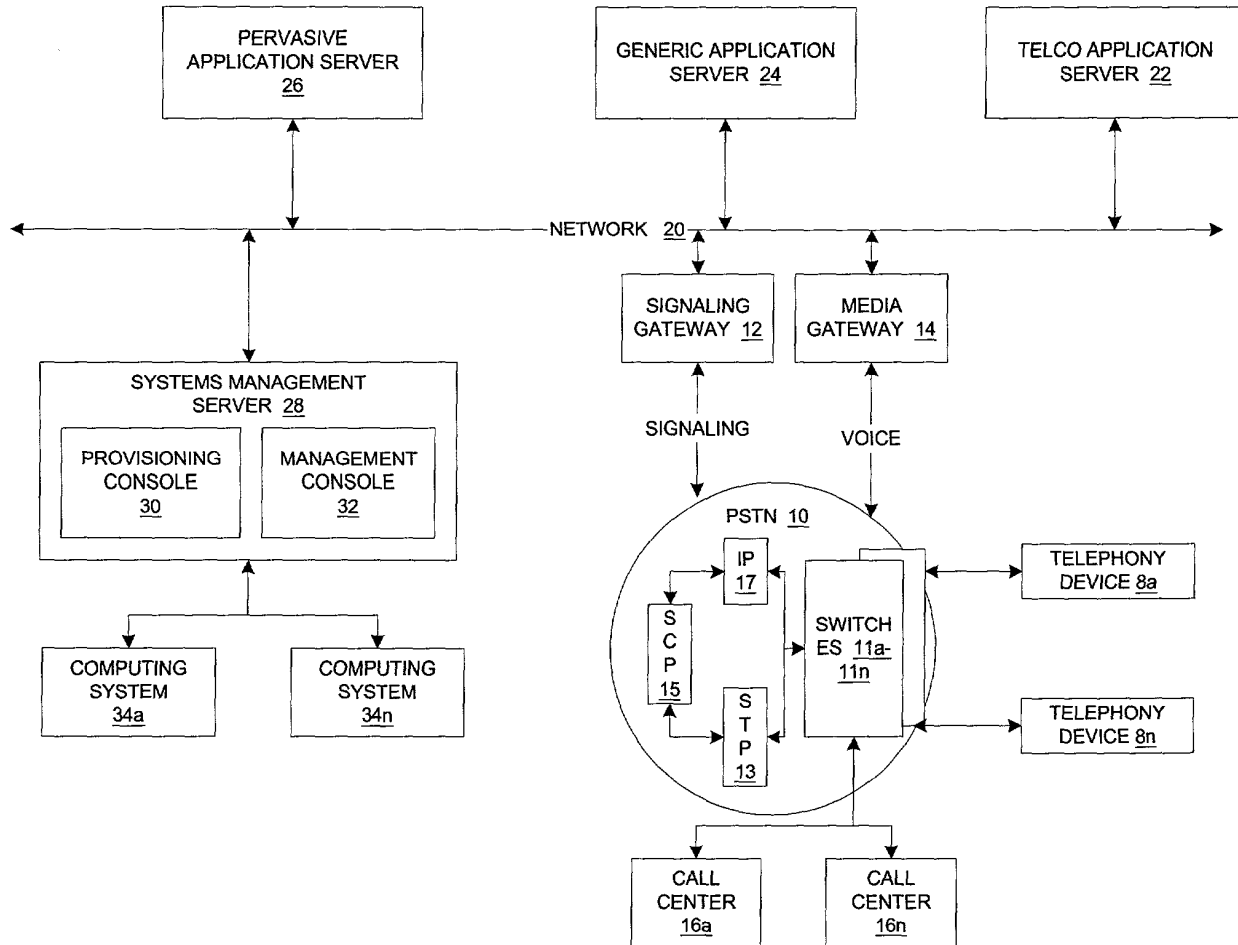 PERVASIVE
APPLICATION SERVER
26
GENERIC APPLICATION
SERVER 24
TELCO APPLICATION
SERVER 22
NETWORK 20
SIGNALING
GATEWAY 12
MEDIA
GATEWAY 14
SYSTEMS MANAGEMENT
SERVER 28
PROVISIONING
CONSOLE
30
MANAGEMENT
CONSOLE
32
SIGNALING
VOICE
PSTN 10
IP
17
S
C
P
15
S
T
P
13
SWITCH
ES 11a-
11n
TELEPHONY
DEVICE 8a
TELEPHONY
DEVICE 8n
COMPUTING
SYSTEM
34a
COMPUTING
SYSTEM
34n
CALL
CENTER
16a
CALL
CENTER
16n